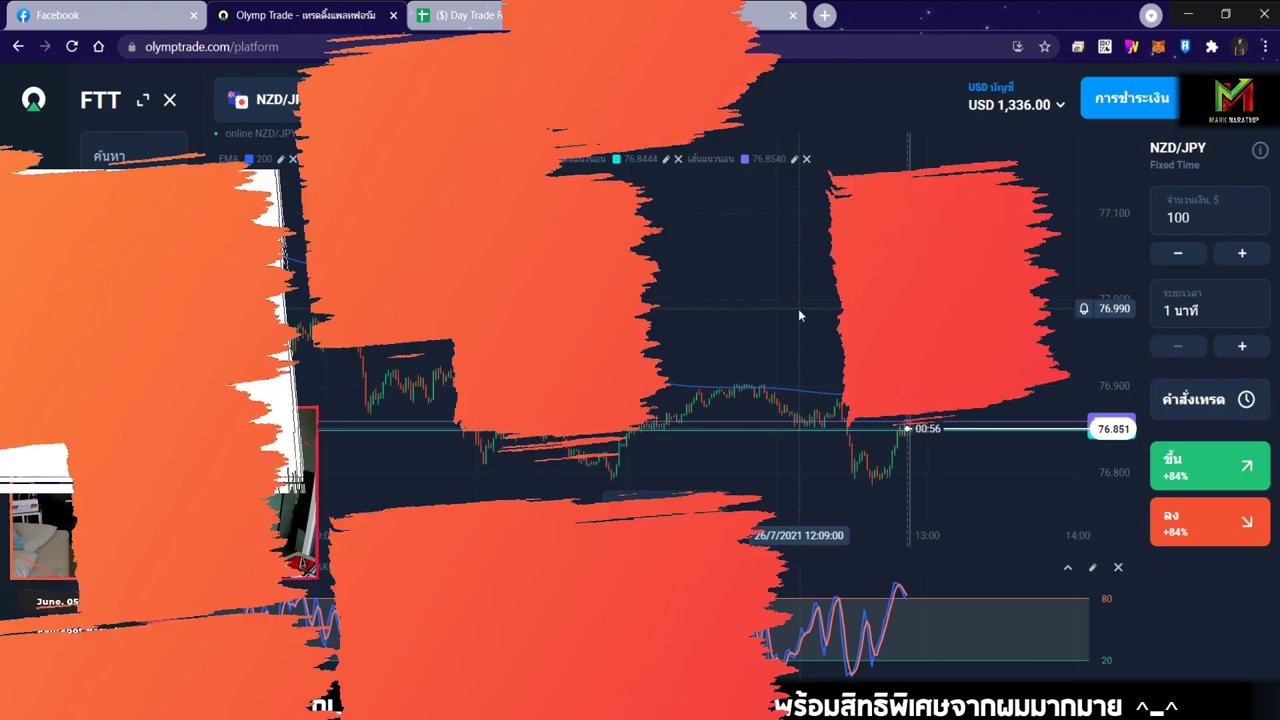 Facebook
Olymp Trade - เทรดดิ้งแพลทฟอร์ม
($) Day Trade
olymptrade.com/platform
FTT
NZD/J
USD บัญชี
USD 1,336.00
การชำระเงิน
MARK NARATMP
online NZD/JPY
ค้นหา
EMA 200
76.8444
เส้นแนวนอน 76.8540
NZD/JPY
Fixed Time
จำนวนเงิน, $
100
77.100
77.000
76.990
ระยะเวลา
1 นาที
76.900
คำสั่งเทรด
00:56
76.851
76.800
ขึ้น
+84%
ลง
+84%
26/7/2021 12:09:00
13:00
14:00
80
20
June. 05
พร้อมสิทธิพิเศษจากผมมากมาย ^_^